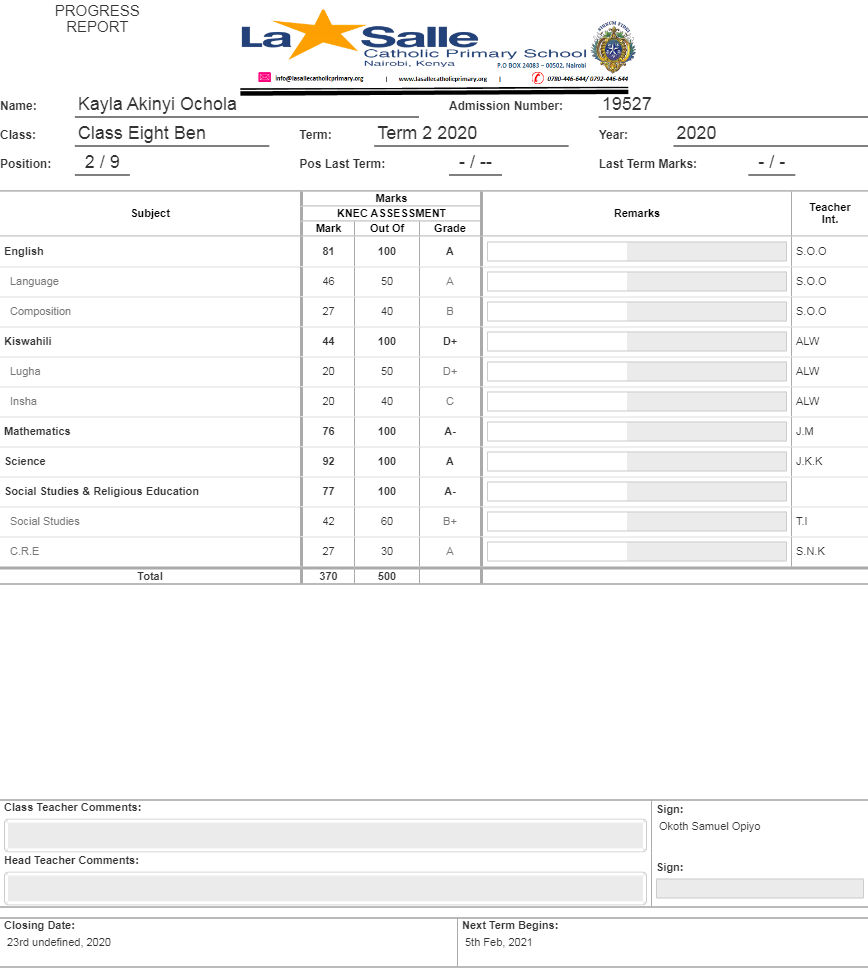 PROGRESS
REPORT
La Salle
Catholic Primary School
Nairobi, Kenya
P.O BOX 24083 – 00502. Nairobi
info@lasallecatholicprimary.org | www.lasallecatholicprimary.org | 0780-446-644/ 0792-446-644
Name: Kayla Akinyi Ochola Admission Number: 19527
Class: Class Eight Ben Term: Term 2 2020 Year: 2020
Position: 2 / 9 Pos Last Term: - / -- Last Term Marks: - / -
Subject Marks Remarks Teacher Int.
KNEC ASSESSMENT
Mark Out Of Grade
English 81 100 A S.O.O
Language 46 50 A S.O.O
Composition 27 40 B S.O.O
Kiswahili 44 100 D+ ALW
Lugha 20 50 D+ ALW
Insha 20 40 C ALW
Mathematics 76 100 A- J.M
Science 92 100 A J.K.K
Social Studies & Religious Education 77 100 A-
Social Studies 42 60 B+ T.I
C.R.E 27 30 A S.N.K
Total 370 500
Class Teacher Comments: Sign:
Okoth Samuel Opiyo
Head Teacher Comments: Sign:
Closing Date: Next Term Begins:
23rd undefined, 2020 5th Feb, 2021